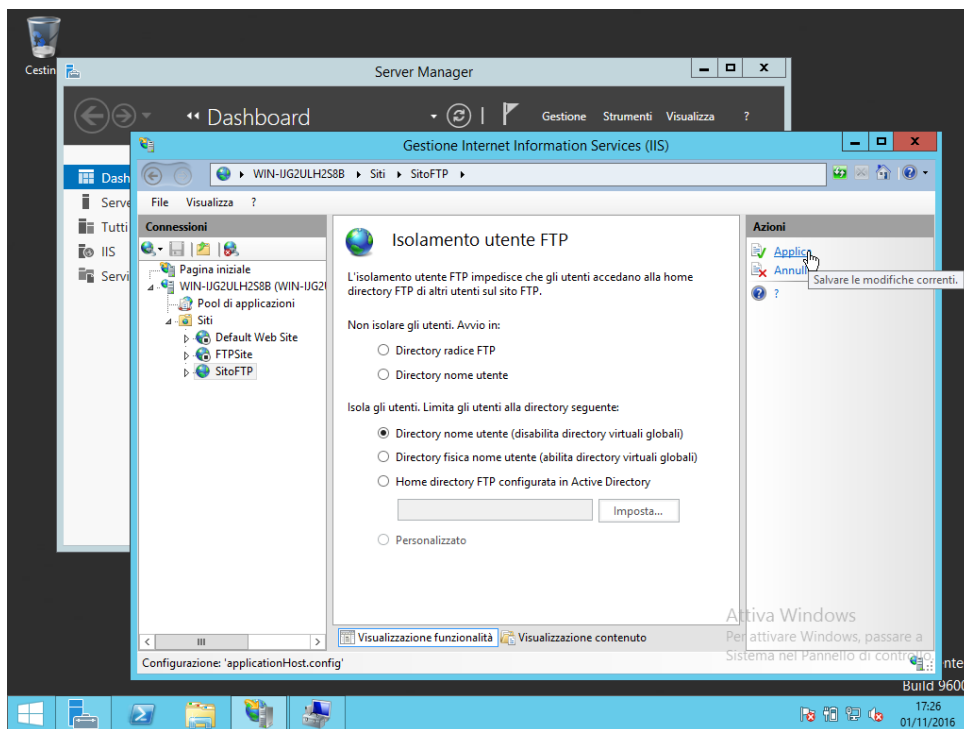 Cestin
Server Manager
Dashboard
Gestione Strumenti Visualizza ?
Gestione Internet Information Services (IIS)
WIN-IJG2ULH2S8B Siti SitoFTP
File Visualizza ?
Dash
Serve
Tutti
IIS
Servi
Connessioni
Pagina iniziale
WIN-IJG2ULH2S8B (WIN-IJG2U
Pool di applicazioni
Siti
Default Web Site
FTPSite
SitoFTP
Isolamento utente FTP
L'isolamento utente FTP impedisce che gli utenti accedano alla home
directory FTP di altri utenti sul sito FTP.
Non isolare gli utenti. Avvio in:
Directory radice FTP
Directory nome utente
Isola gli utenti. Limita gli utenti alla directory seguente:
Directory nome utente (disabilita directory virtuali globali)
Directory fisica nome utente (abilita directory virtuali globali)
Home directory FTP configurata in Active Directory
Imposta...
Personalizzato
Azioni
Applic
Annull
?
Salvare le modifiche correnti.
Visualizzazione funzionalità Visualizzazione contenuto
Configurazione: 'applicationHost.config'
Attiva Windows
Per attivare Windows, passare a
Sistema nel Pannello di controllo
nte
Build 9600
17:26
01/11/2016